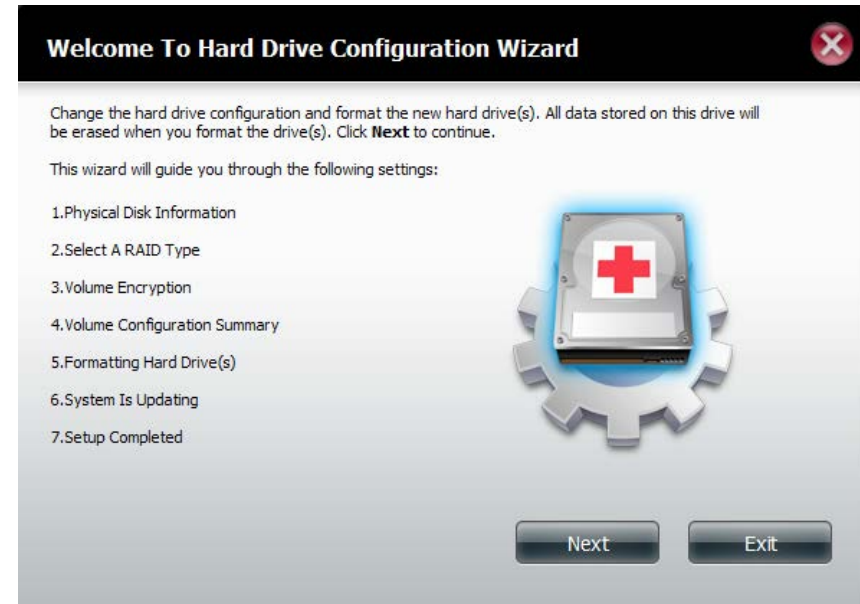 Welcome To Hard Drive Configuration Wizard
Change the hard drive configuration and format the new hard drive(s). All data stored on this drive will
be erased when you format the drive(s). Click Next to continue.
This wizard will guide you through the following settings:
1.Physical Disk Information
2.Select A RAID Type
3.Volume Encryption
4.Volume Configuration Summary
5.Formatting Hard Drive(s)
6.System Is Updating
7.Setup Completed
Next
Exit